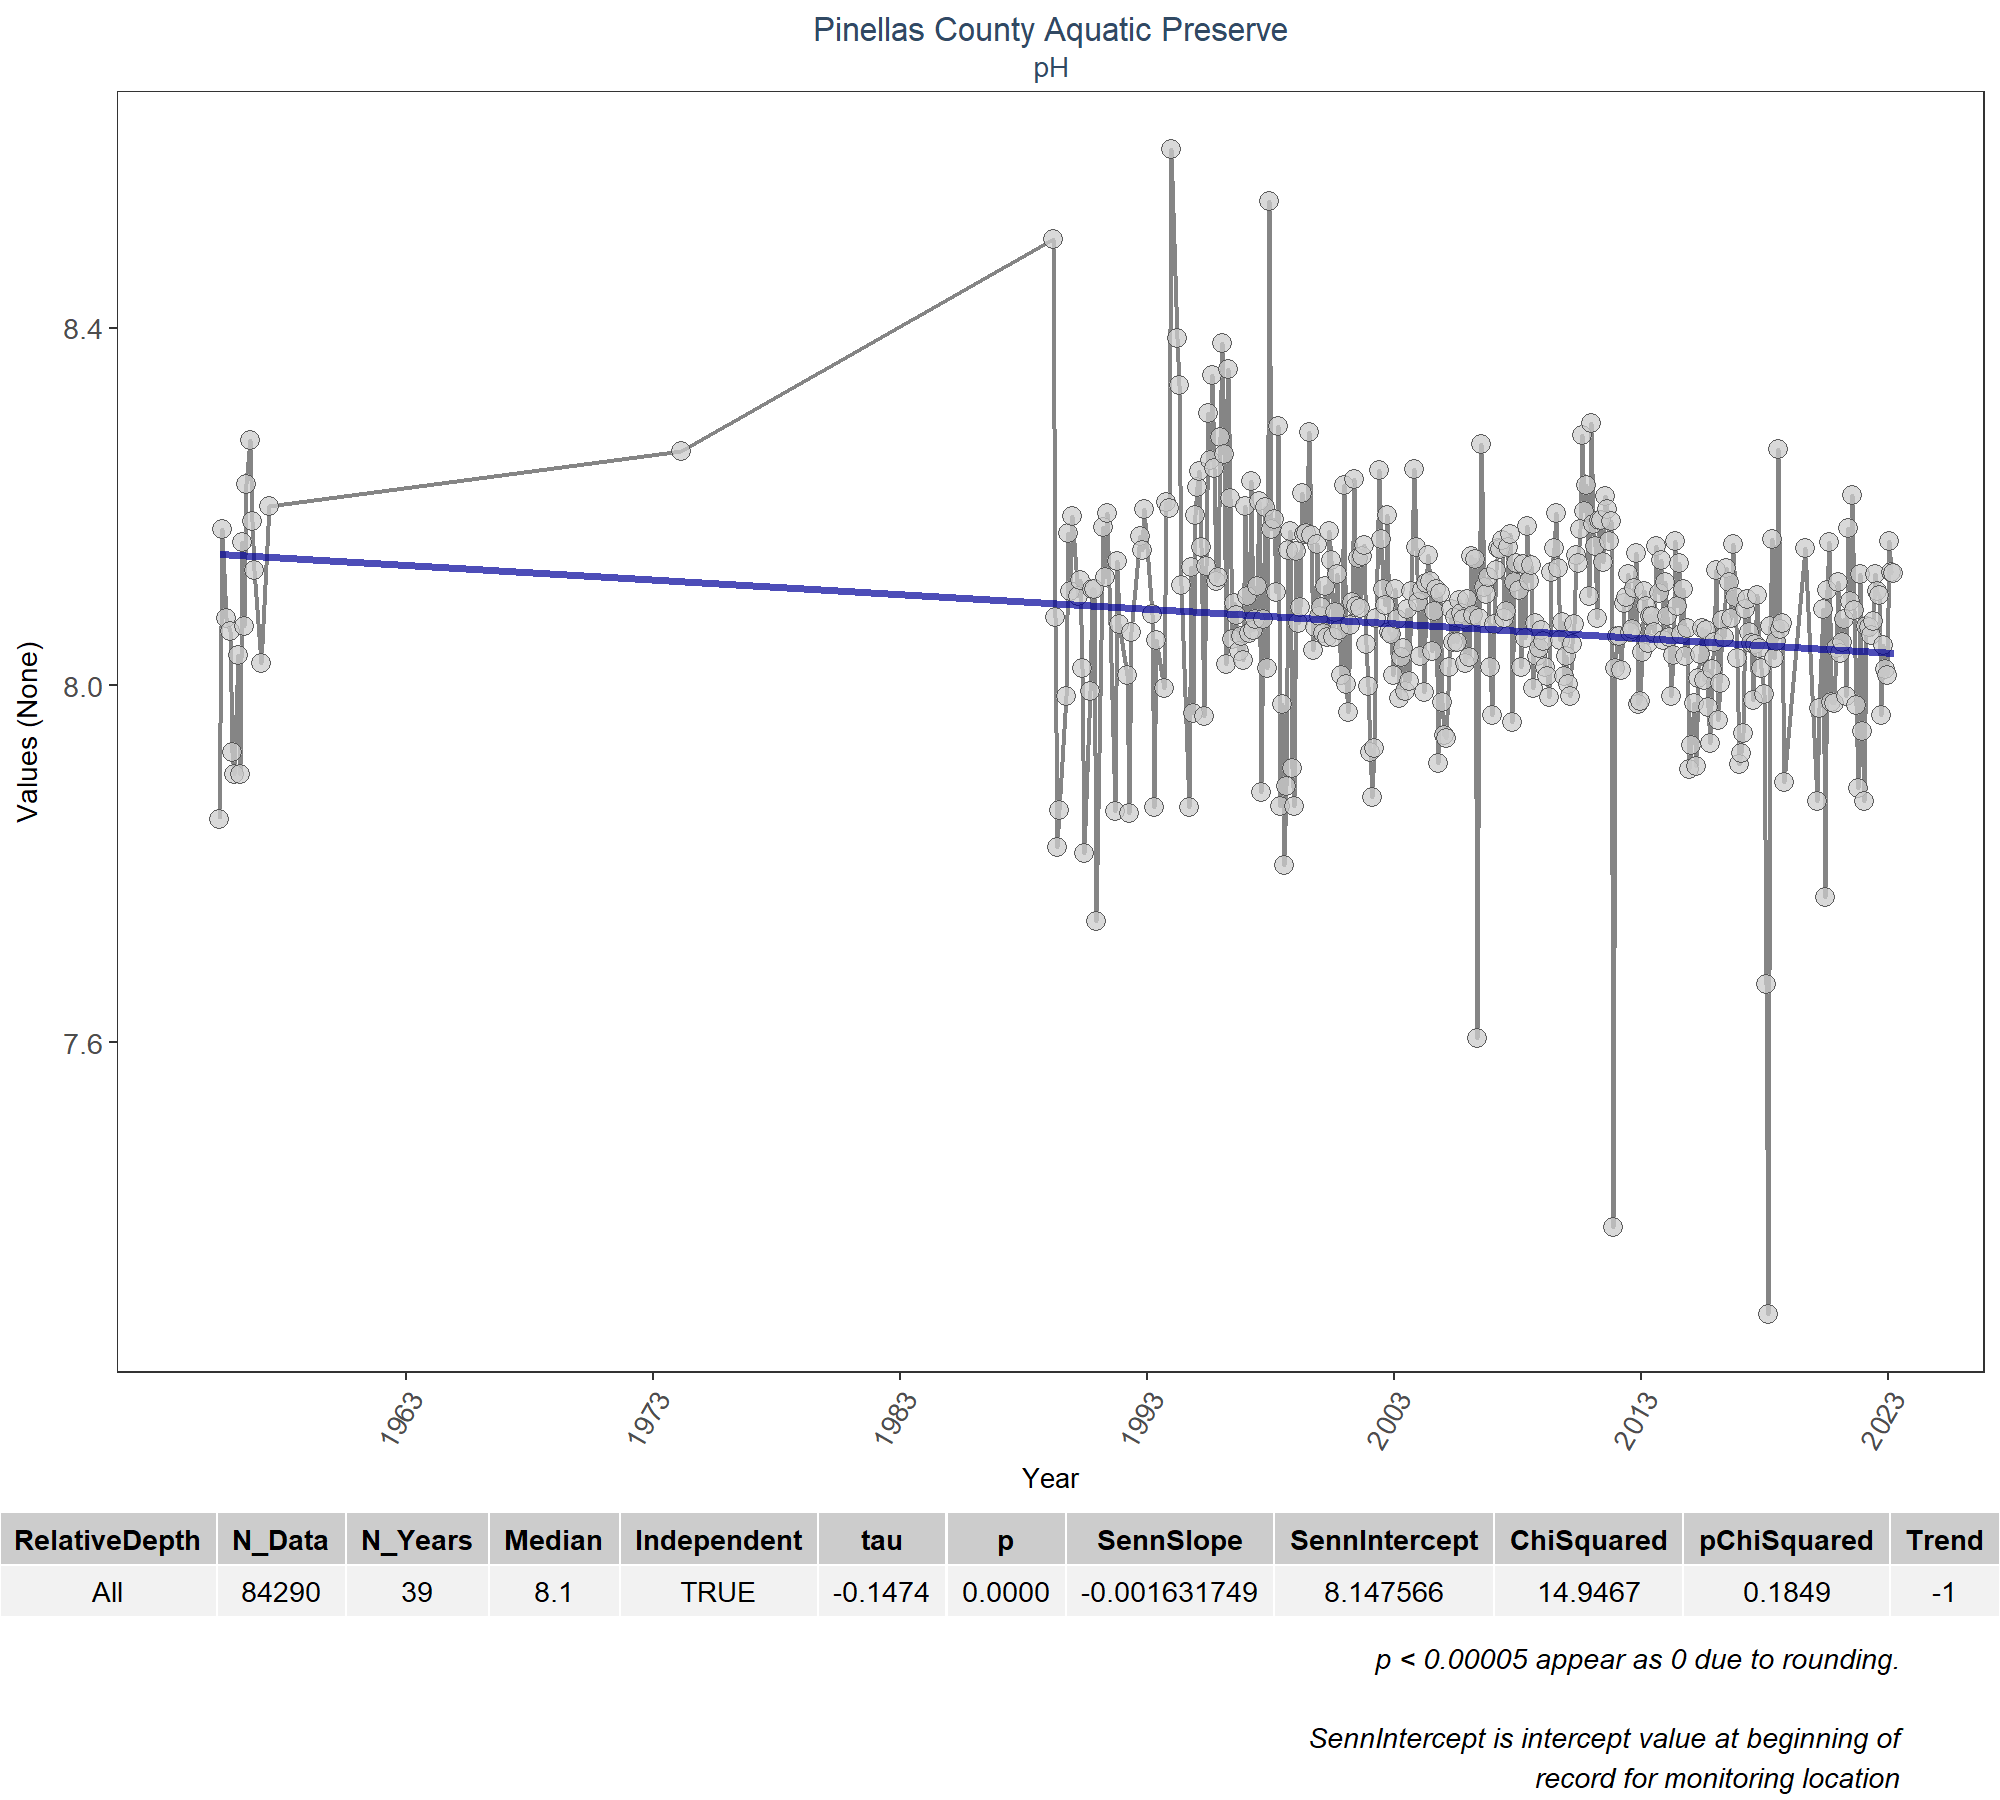 Pinellas County Aquatic Preserve
pH
8.4
8.0
7.6
Values (None)
1963 1973 1983 1993 2003 2013 2023
Year
RelativeDepth N_Data N_Years Median Independent tau p SennSlope SennIntercept ChiSquared pChiSquared Trend
All 84290 39 8.1 TRUE -0.1474 0.0000 -0.001631749 8.147566 14.9467 0.1849 -1
p < 0.00005 appear as 0 due to rounding.
SennIntercept is intercept value at beginning of
record for monitoring location